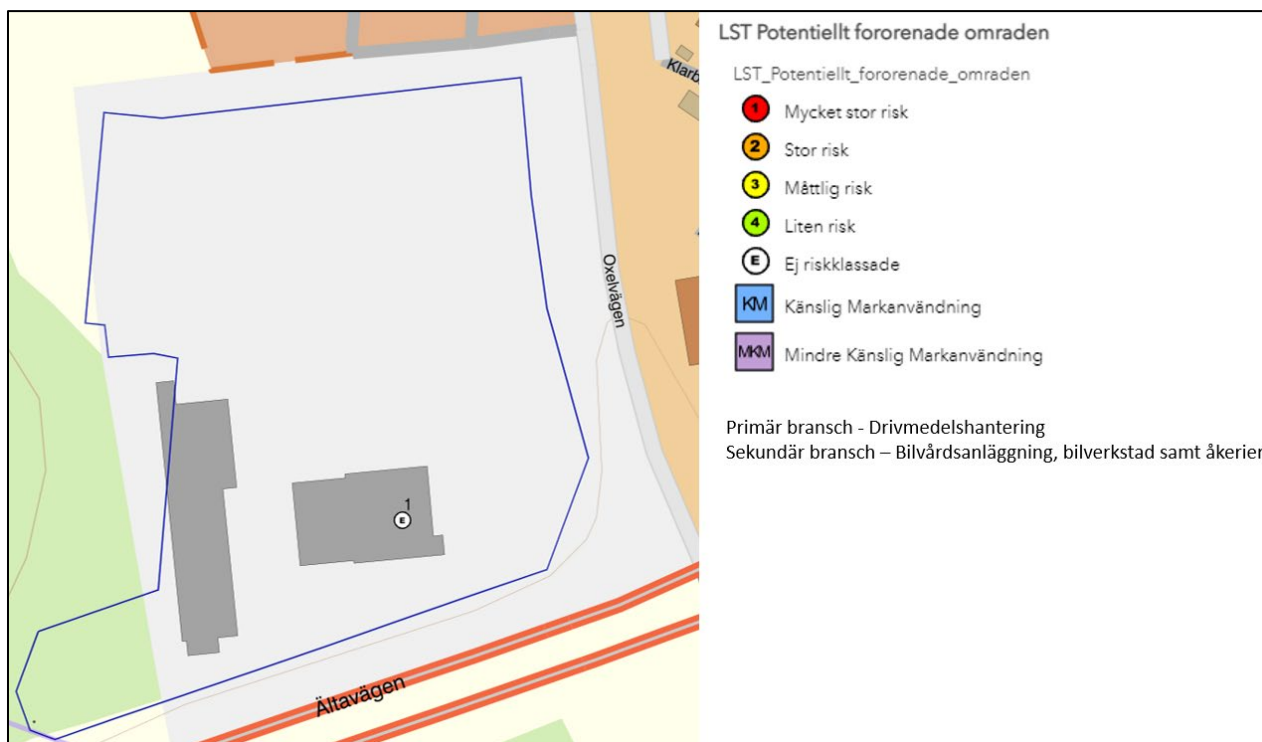 Klarb
Oxelvägen
1
E
Ältavägen
LST Potentiellt fororenade omraden
LST_Potentiellt_fororenade_omraden
1 Mycket stor risk
2 Stor risk
3 Måttlig risk
4 Liten risk
E Ej riskklassade
KM Känslig Markanvändning
MKM Mindre Känslig Markanvändning
Primär bransch - Drivmedelshantering
Sekundär bransch – Bilvårdsanläggning, bilverkstad samt åkerier